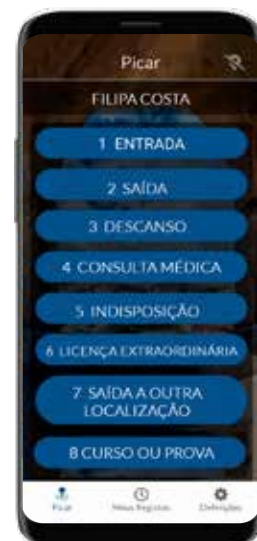 Picar
FILIPA COSTA
1 ENTRADA
2 SAÍDA
3 DESCANSO
4 CONSULTA MÉDICA
5 INDISPOSIÇÃO
6 LICENÇA EXTRAORDINÁRIA
7 SAÍDA A OUTRA
LOCALIZAÇÃO
8 CURSO OU PROVA
Picar Meus Registos Definições